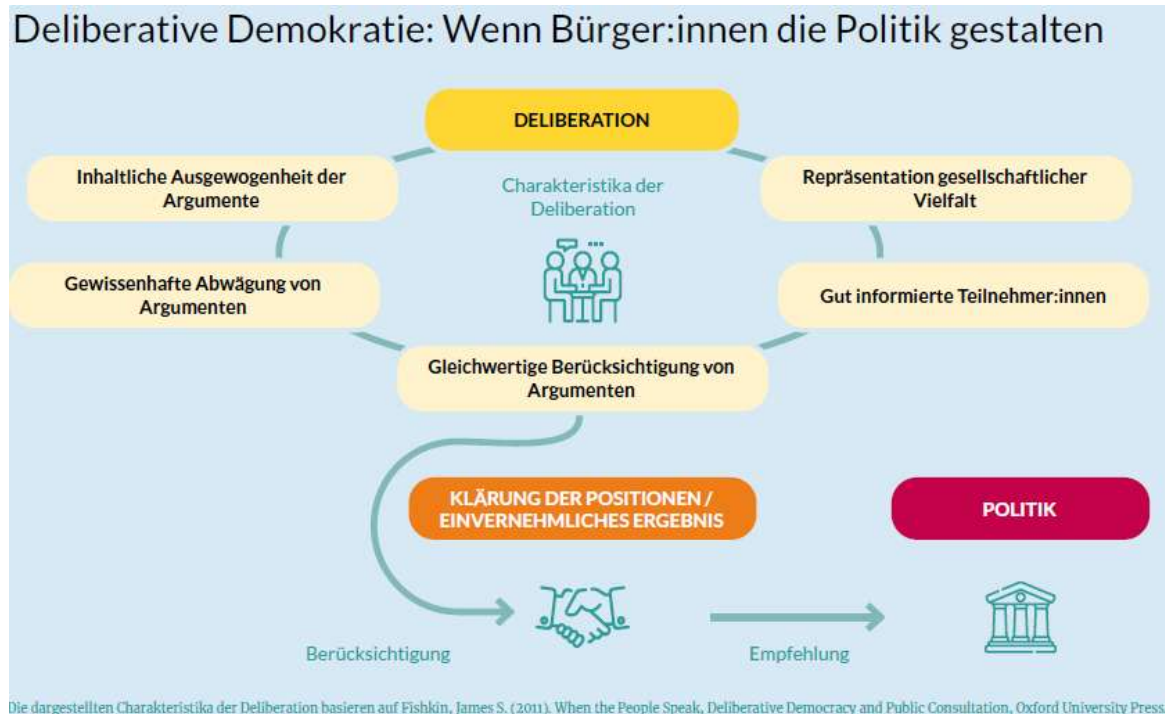 Deliberative Demokratie: Wenn Bürger:innen die Politik gestalten
DELIBERATION
Inhaltliche Ausgewogenheit der
Argumente
Charakteristika der
Deliberation
Repräsentation gesellschaftlicher
Vielfalt
Gewissenhafte Abwägung von
Argumenten
Gut informierte Teilnehmer:innen
Gleichwertige Berücksichtigung von
Argumenten
KLÄRUNG DER POSITIONEN /
EINVERNEHMLICHES ERGEBNIS
POLITIK
Berücksichtigung
Empfehlung
Die dargestellten Charakteristika der Deliberation basieren auf Fishkin, James S. (2011). When the People Speak, Deliberative Democracy and Public Consultation, Oxford University Press.